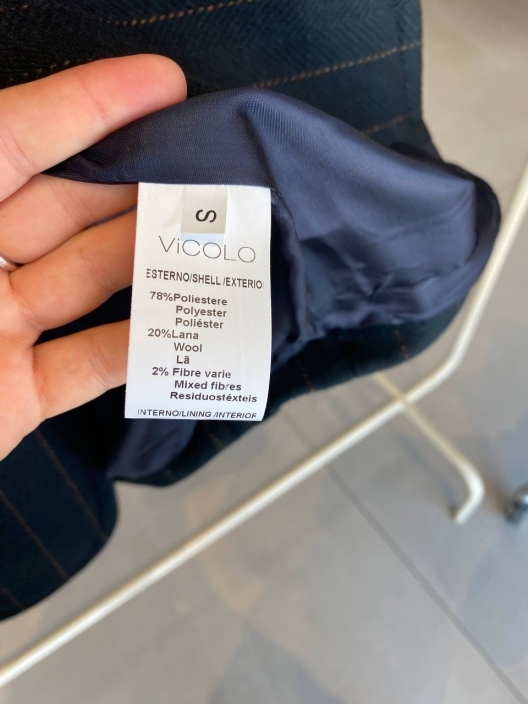 S
ViCOLO
ESTERNO/SHELL/EXTERIO
78%Poliestere
Polyester
Poliéster
20%Lana
Wool
Lã
2% Fibre varie
Mixed fibres
Residuostéxteis
INTERNO/LINING/INTERIOR